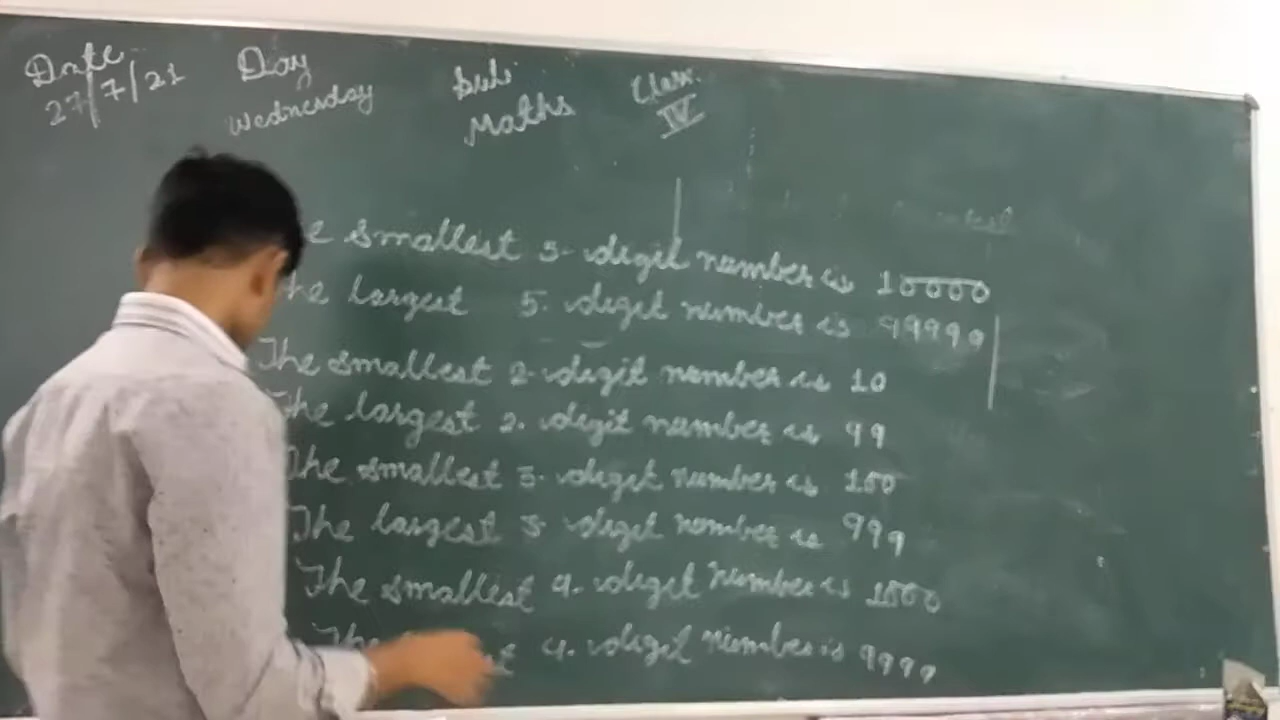 Date Day Sub Class
27/7/21 Wednesday Maths IV
e smallest 5-digit number is 10000
The largest 5. digit number is 99999
The smallest 2-digit number is 10
The largest 2. digit number is 99
The smallest 3. digit number is 100
The largest 3 digit number is 999
The smallest 4. digit number is 1000
The 4. digit number is 9999